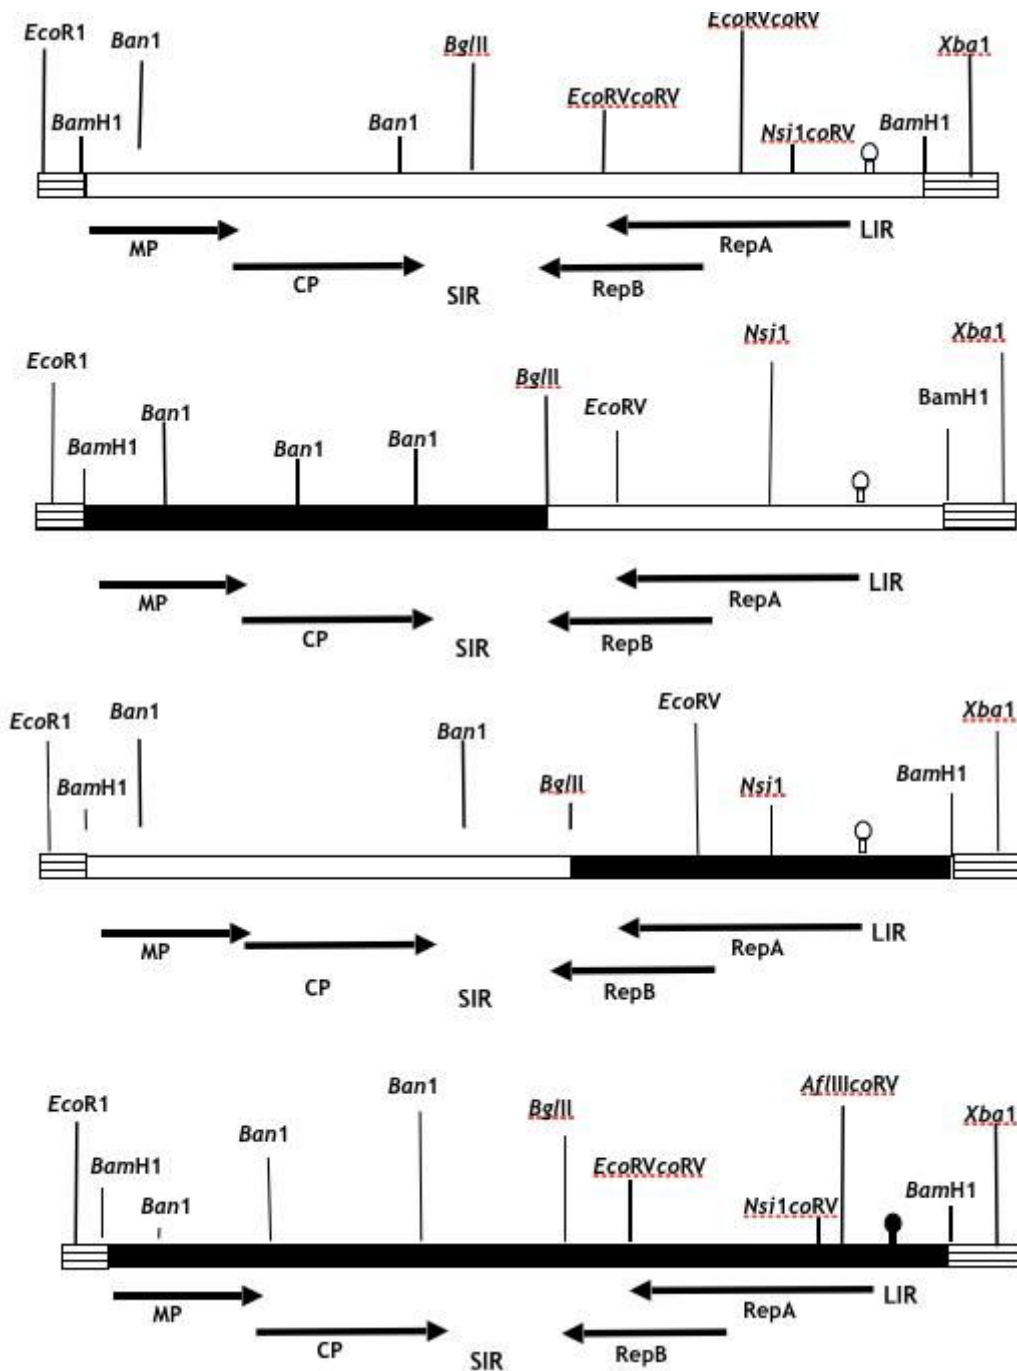 EcoRVcoRV
EcoR1 Ban1 BglII Xba1
EcoRVcoRV
BamH1 Ban1 Nsi1coRV BamH1
MP RepA LIR
CP SIR RepB
Nsi1 Xba1
EcoR1 BglII
Ban1 EcoRV BamH1
BamH1 Ban1 Ban1
MP RepA LIR
CP SIR RepB
EcoR1 Ban1 Ban1 EcoRV Xba1
BamH1 BglII Nsi1 BamH1
MP RepA LIR
CP SIR RepB
EcoR1 Ban1 BglII AflIIIcoRV Xba1
Ban1
BamH1 Ban1 EcoRVcoRV Nsi1coRV BamH1
MP RepA LIR
CP SIR RepB